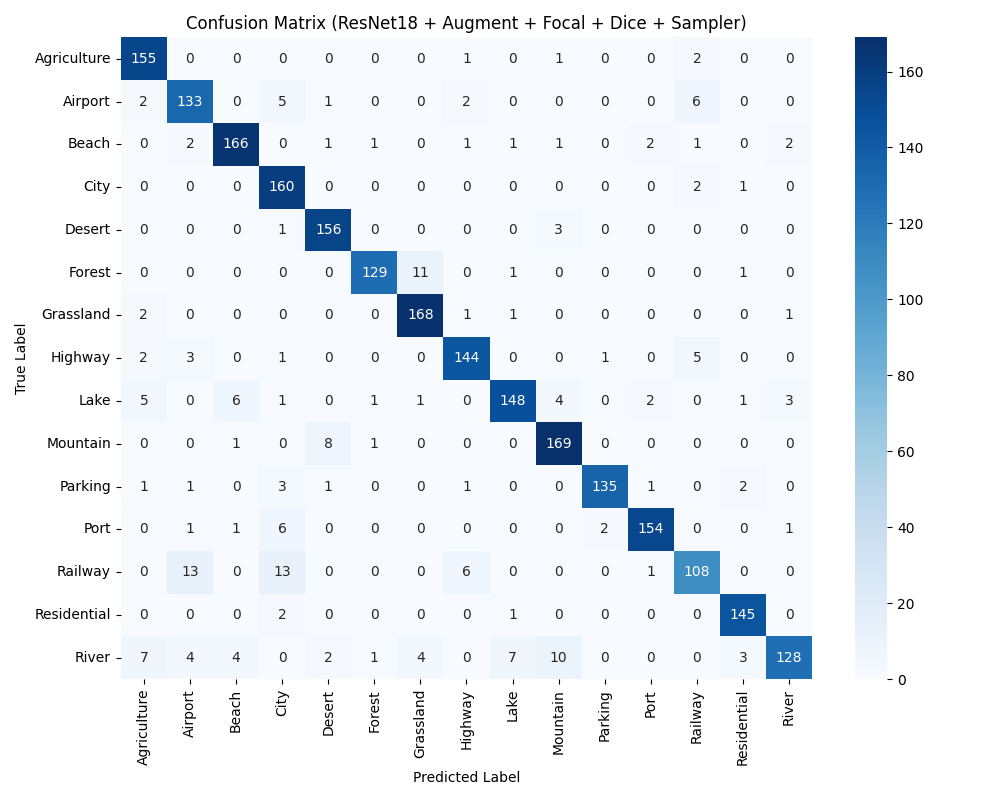 Confusion Matrix (ResNet18 + Augment + Focal + Dice + Sampler)
True Label
Agriculture 155 0 0 0 0 0 0 1 0 1 0 0 2 0 0
Airport 2 133 0 5 1 0 0 2 0 0 0 0 6 0 0
Beach 0 2 166 0 1 1 0 1 1 1 0 2 1 0 2
City 0 0 0 160 0 0 0 0 0 0 0 0 2 1 0
Desert 0 0 0 1 156 0 0 0 0 3 0 0 0 0 0
Forest 0 0 0 0 0 129 11 0 1 0 0 0 0 1 0
Grassland 2 0 0 0 0 0 168 1 1 0 0 0 0 0 1
Highway 2 3 0 1 0 0 0 144 0 0 1 0 5 0 0
Lake 5 0 6 1 0 1 1 0 148 4 0 2 0 1 3
Mountain 0 0 1 0 8 1 0 0 0 169 0 0 0 0 0
Parking 1 1 0 3 1 0 0 1 0 0 135 1 0 2 0
Port 0 1 1 6 0 0 0 0 0 0 2 154 0 0 1
Railway 0 13 0 13 0 0 0 6 0 0 0 1 108 0 0
Residential 0 0 0 2 0 0 0 0 1 0 0 0 0 145 0
River 7 4 4 0 2 1 4 0 7 10 0 0 0 3 128
Agriculture Airport Beach City Desert Forest Grassland Highway Lake Mountain Parking Port Railway Residential River
Predicted Label
160
140
120
100
80
60
40
20
0